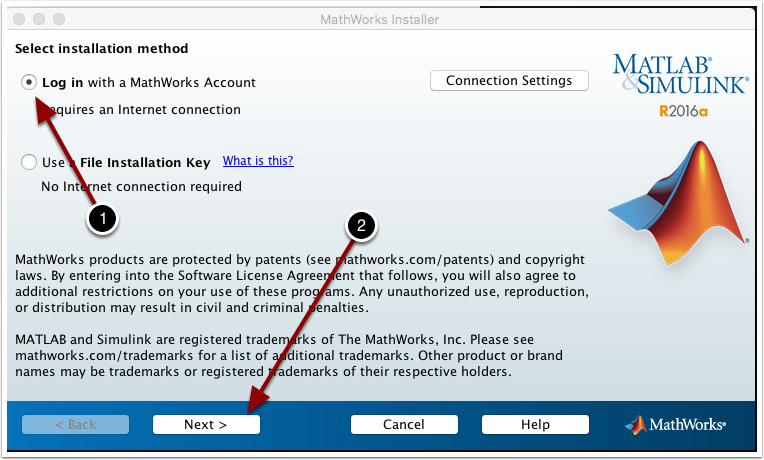 MathWorks Installer
Select installation method
Log in with a MathWorks Account
Connection Settings
MATLAB®
&SIMULINK®
R2016a
Requires an Internet connection
Use a File Installation Key What is this?
No Internet connection required
1
2
MathWorks products are protected by patents (see mathworks.com/patents) and copyright
laws. By entering into the Software License Agreement that follows, you will also agree to
additional restrictions on your use of these programs. Any unauthorized use, reproduction,
or distribution may result in civil and criminal penalties.
MATLAB and Simulink are registered trademarks of The MathWorks, Inc. Please see
mathworks.com/trademarks for a list of additional trademarks. Other product or brand
names may be trademarks or registered trademarks of their respective holders.
< Back Next > Cancel Help MathWorks®